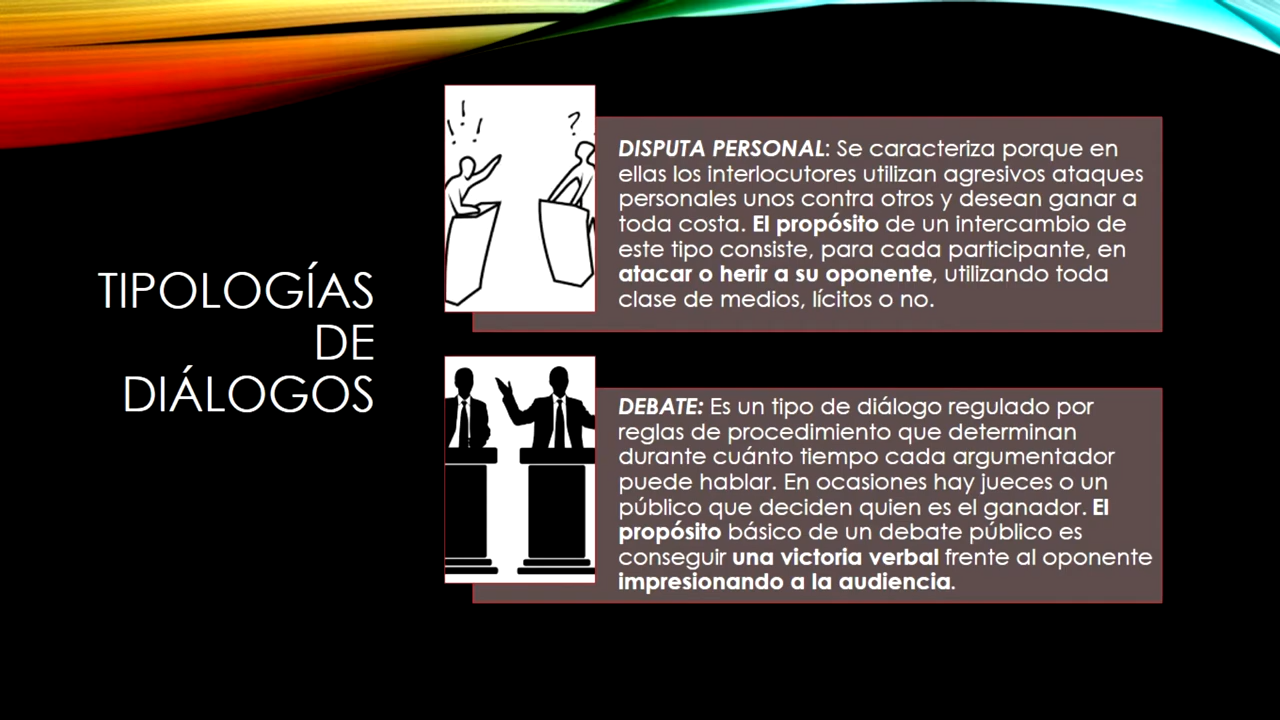 TIPOLOGÍAS
DE
DIÁLOGOS
! ! ! ! ! !
?
DISPUTA PERSONAL: Se caracteriza porque en
ellas los interlocutores utilizan agresivos ataques
personales unos contra otros y desean ganar a
toda costa. El propósito de un intercambio de
este tipo consiste, para cada participante, en
atacar o herir a su oponente, utilizando toda
clase de medios, lícitos o no.
DEBATE: Es un tipo de diálogo regulado por
reglas de procedimiento que determinan
durante cuánto tiempo cada argumentador
puede hablar. En ocasiones hay jueces o un
público que deciden quien es el ganador. El
propósito básico de un debate público es
conseguir una victoria verbal frente al oponente
impresionando a la audiencia.